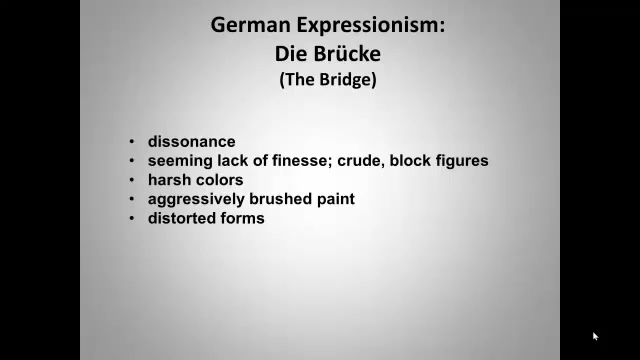 German Expressionism:
Die Brücke
(The Bridge)
• dissonance
• seeming lack of finesse; crude, block figures
• harsh colors
• aggressively brushed paint
• distorted forms